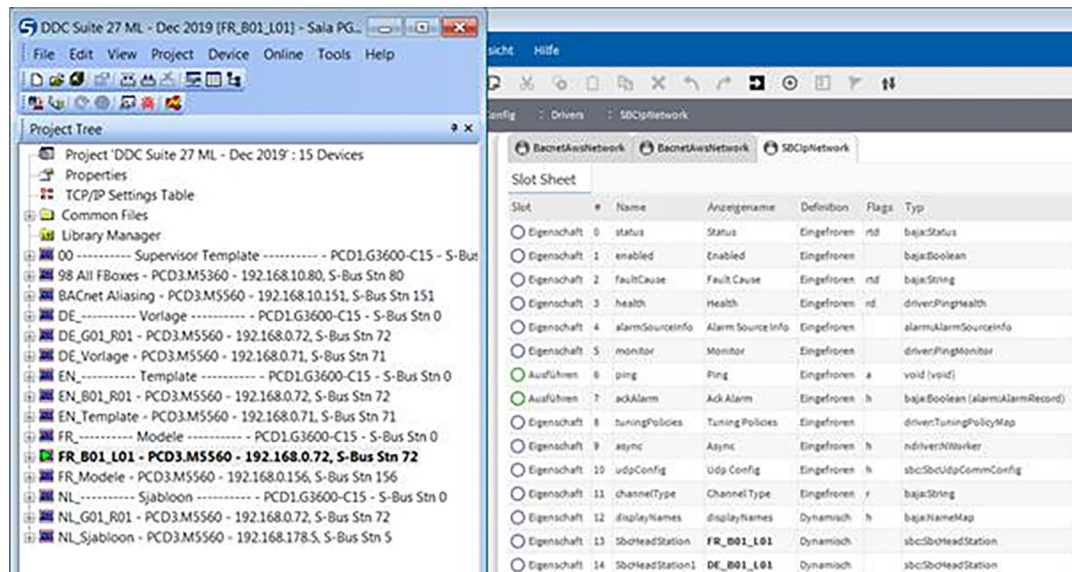 DDC Suite 27 ML - Dec 2019 [FR_B01_L01] - Saia PG...
File Edit View Project Device Online Tools Help
Project Tree
Project 'DDC Suite 27 ML - Dec 2019': 15 Devices
Properties
TCP/IP Settings Table
Common Files
Library Manager
00 ---------- Supervisor Template ---------- - PCD1.G3600-C15 - S-Bus
98 All FBoxes - PCD3.M5360 - 192.168.10.80, S-Bus Stn 80
BACnet Aliasing - PCD3.M5560 - 192.168.10.151, S-Bus Stn 151
DE_---------- Vorlage ---------- - PCD1.G3600-C15 - S-Bus Stn 0
DE_G01_R01 - PCD3.M5560 - 192.168.0.72, S-Bus Stn 72
DE_Vorlage - PCD3.M5560 - 192.168.0.71, S-Bus Stn 71
EN_---------- Template ---------- - PCD1.G3600-C15 - S-Bus Stn 0
EN_B01_R01 - PCD3.M5560 - 192.168.0.72, S-Bus Stn 72
EN_Template - PCD3.M5560 - 192.168.0.71, S-Bus Stn 71
FR_---------- Modele ---------- - PCD1.G3600-C15 - S-Bus Stn 0
FR_B01_L01 - PCD3.M5560 - 192.168.0.72, S-Bus Stn 72
FR_Modele - PCD3.M5560 - 192.168.0.156, S-Bus Stn 156
NL_---------- Sjabloon ---------- - PCD1.G3600-C15 - S-Bus Stn 0
NL_G01_R01 - PCD3.M5560 - 192.168.0.72, S-Bus Stn 72
NL_Sjabloon - PCD3.M5560 - 192.168.178.5, S-Bus Stn 5
sicht Hilfe
onfig : Drivers : SBCIpNetwork
BacnetAwsNetwork BacnetAwsNetwork SBCIpNetwork
Slot Sheet
Slot # Name Anzeigename Definition Flags Typ
Eigenschaft 0 status Status Eingefroren rtd baja:Status
Eigenschaft 1 enabled Enabled Eingefroren baja:Boolean
Eigenschaft 2 faultCause Fault Cause Eingefroren rtd baja:String
Eigenschaft 3 health Health Eingefroren rd driver:PingHealth
Eigenschaft 4 alarmSourceInfo Alarm Source Info Eingefroren alarm:AlarmSourceInfo
Eigenschaft 5 monitor Monitor Eingefroren driver:PingMonitor
Ausführen 6 ping Ping Eingefroren a void (void)
Ausführen 7 ackAlarm Ack Alarm Eingefroren h baja:Boolean (alarm:AlarmRecord)
Eigenschaft 8 tuningPolicies Tuning Policies Eingefroren driver:TuningPolicyMap
Eigenschaft 9 async Async Eingefroren h ndriver:NWorker
Eigenschaft 10 udpConfig Udp Config Eingefroren h sbc:SbcUdpCommConfig
Eigenschaft 11 channelType Channel Type Eingefroren r baja:String
Eigenschaft 12 displayNames displayNames Dynamisch h baja:NameMap
Eigenschaft 13 SbcHeadStation FR_B01_L01 Dynamisch sbc:SbcHeadStation
Eigenschaft 14 SbcHeadStation1 DE_B01_L01 Dynamisch sbc:SbcHeadStation